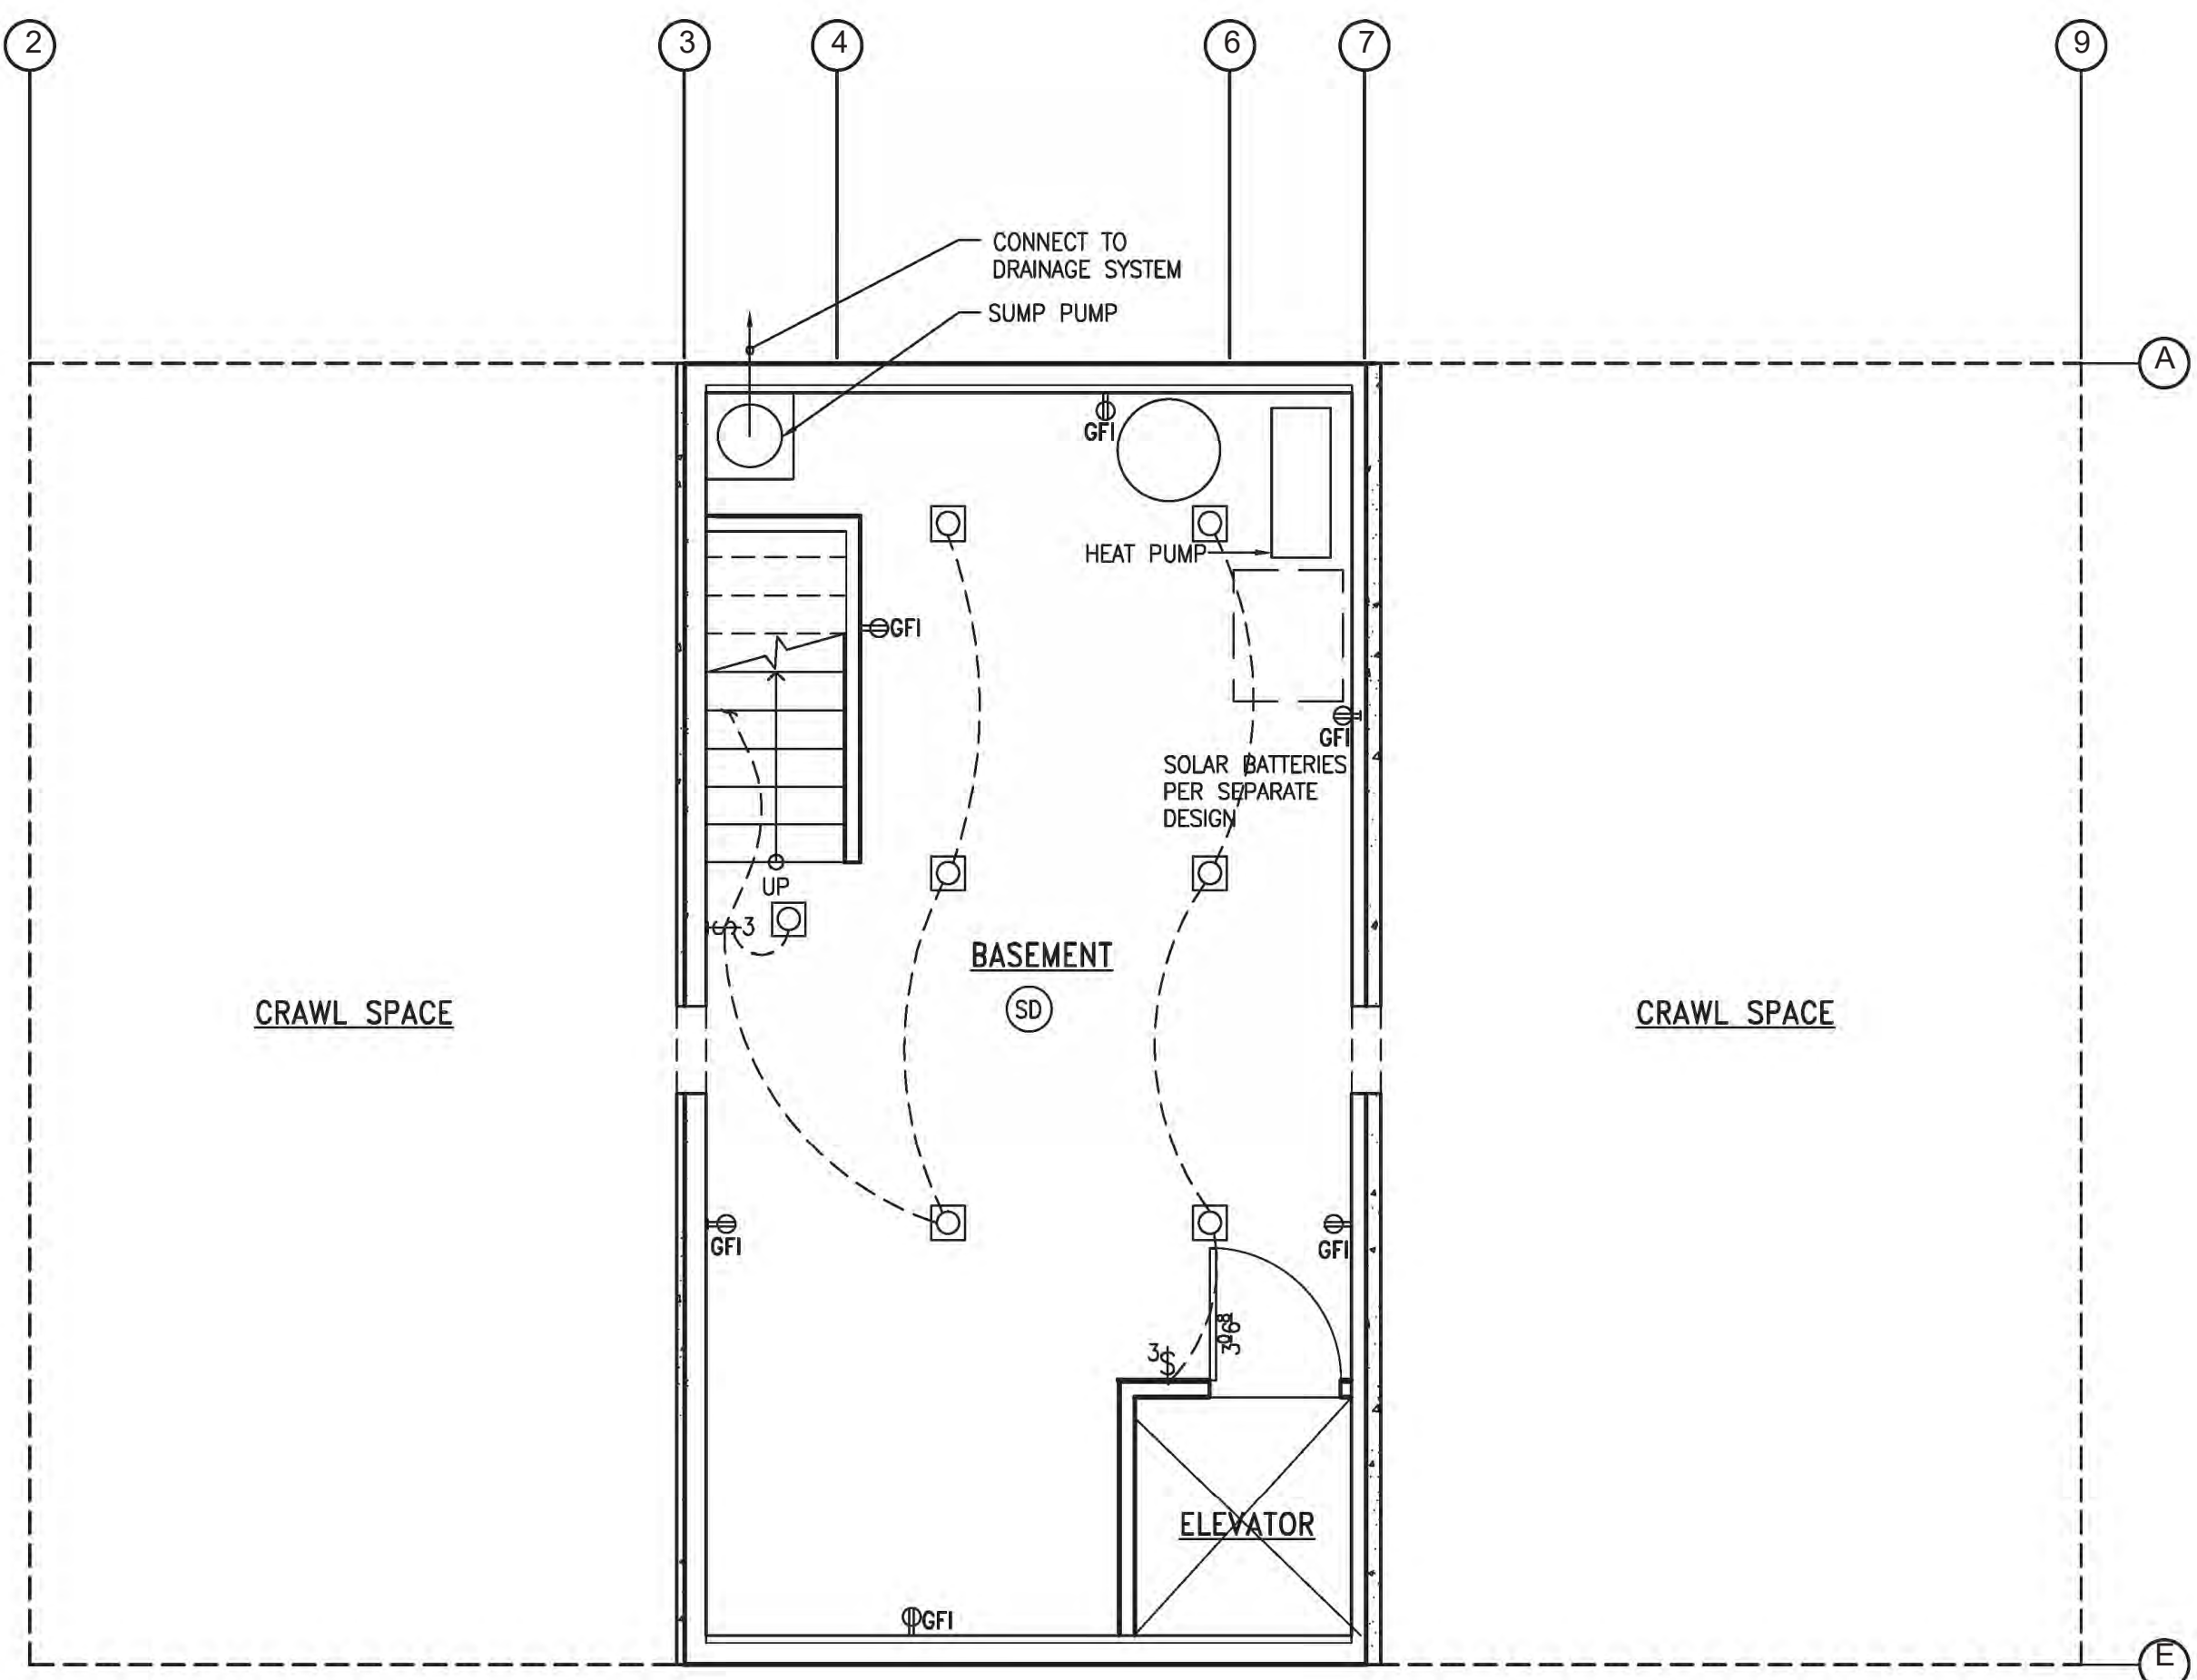 2
3
4
6
7
9
CONNECT TO
DRAINAGE SYSTEM
SUMP PUMP
A
GFI
HEAT PUMP
GFI
GFI
SOLAR BATTERIES
PER SEPARATE
DESIGN
UP
3
BASEMENT
SD
CRAWL SPACE
CRAWL SPACE
GFI
GFI
3068
3$
ELEVATOR
GFI
E